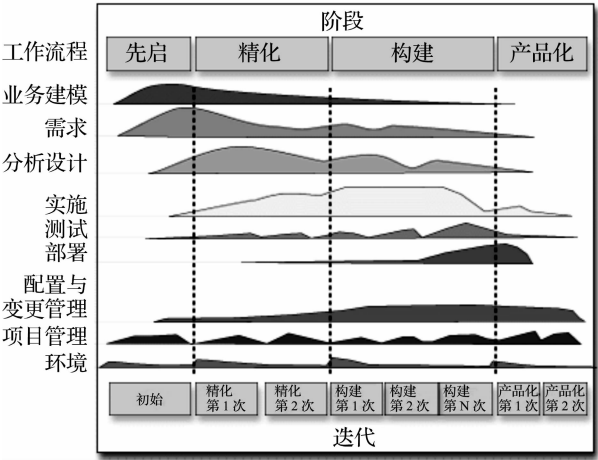 阶段
工作流程 先启 精化 构建 产品化
业务建模
需求
分析设计
实施
测试
部署
配置与
变更管理
项目管理
环境
初始 精化 精化 构建 构建 构建 产品化 产品化
第1次 第2次 第1次 第2次 第N次 第1次 第2次
迭代